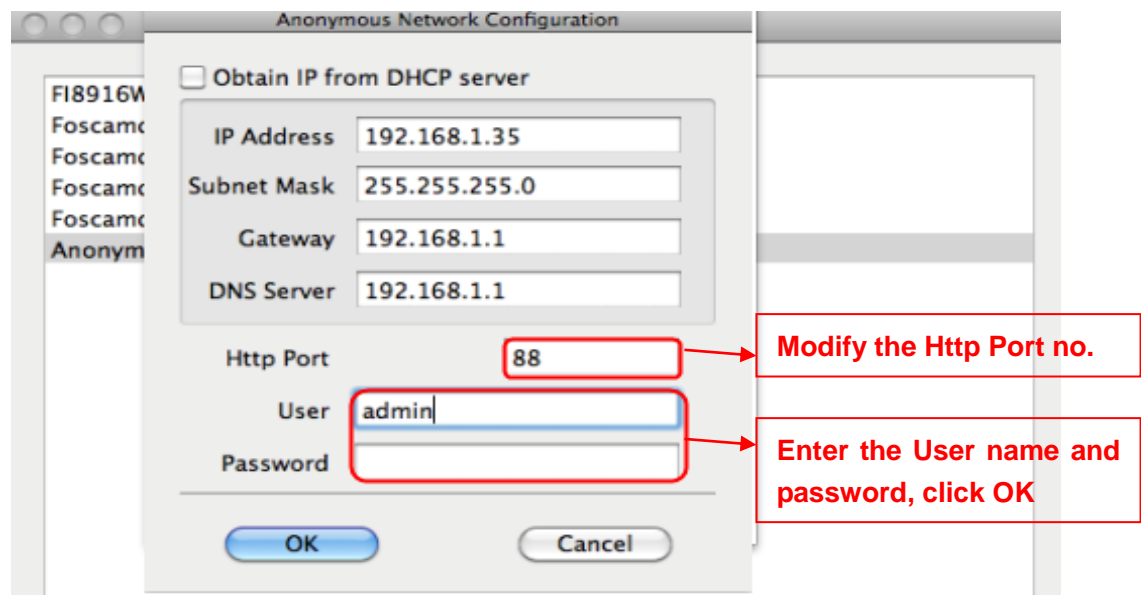 Anonymous Network Configuration
Obtain IP from DHCP server
FI8916W
Foscamc
Foscamc
Foscamc
Foscamc
Anonym
IP Address 192.168.1.35
Subnet Mask 255.255.255.0
Gateway 192.168.1.1
DNS Server 192.168.1.1
Http Port 88
Modify the Http Port no.
User admin
Password
Enter the User name and
password, click OK
OK Cancel